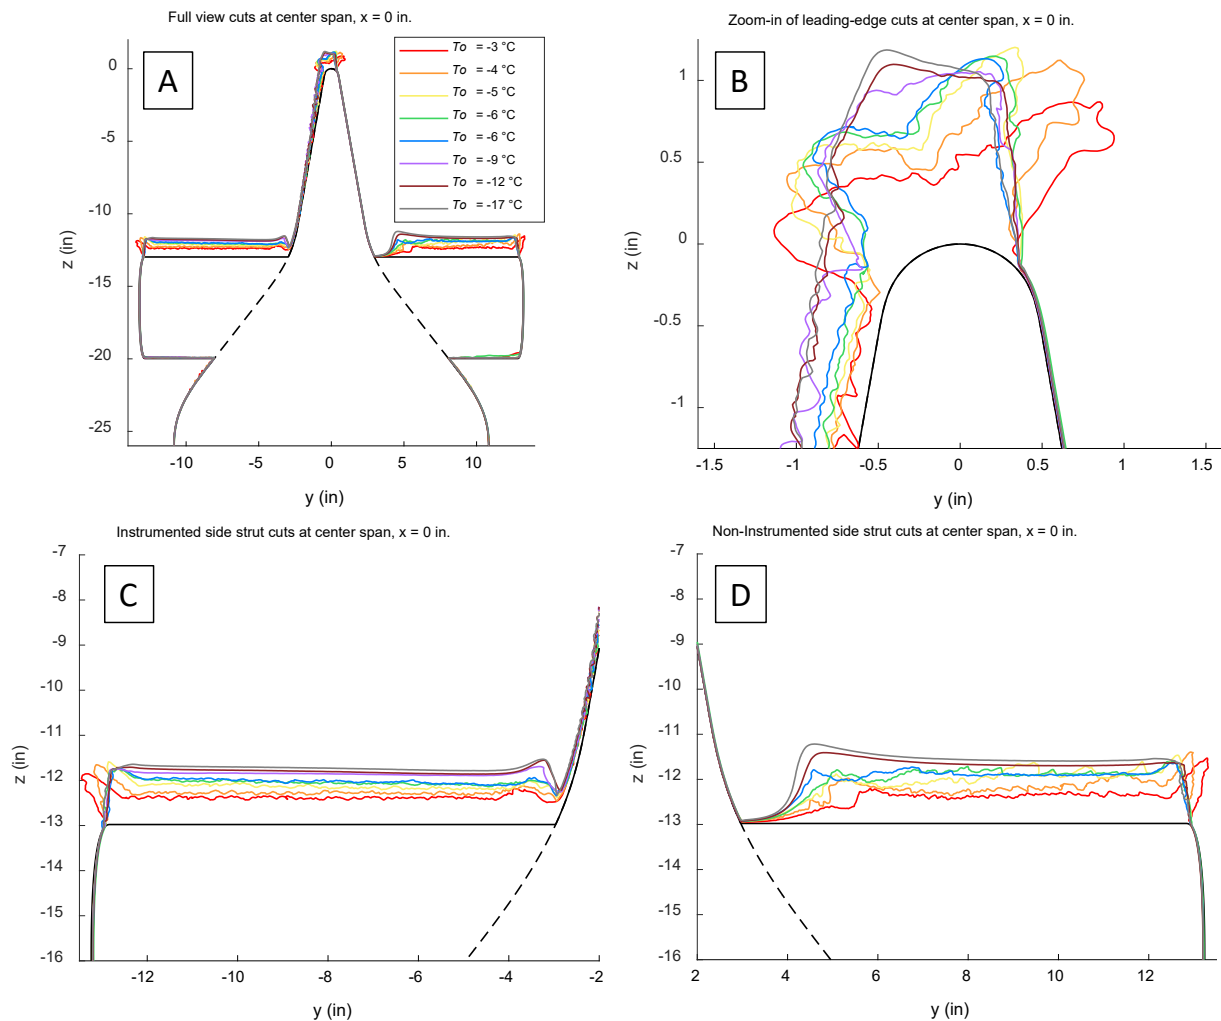 Full view cuts at center span, x = 0 in.
A
To = -3 °C
To = -4 °C
To = -5 °C
To = -6 °C
To = -6 °C
To = -9 °C
To = -12 °C
To = -17 °C
0
-5
-10
-15
-20
-25
z (in)
-10 -5 0 5 10
y (in)
Zoom-in of leading-edge cuts at center span, x = 0 in.
B
1
0.5
0
-0.5
-1
z (in)
-1.5 -1 -0.5 0 0.5 1 1.5
y (in)
Instrumented side strut cuts at center span, x = 0 in.
C
-7
-8
-9
-10
-11
-12
-13
-14
-15
-16
z (in)
-12 -10 -8 -6 -4 -2
y (in)
Non-Instrumented side strut cuts at center span, x = 0 in.
D
-7
-8
-9
-10
-11
-12
-13
-14
-15
-16
z (in)
2 4 6 8 10 12
y (in)